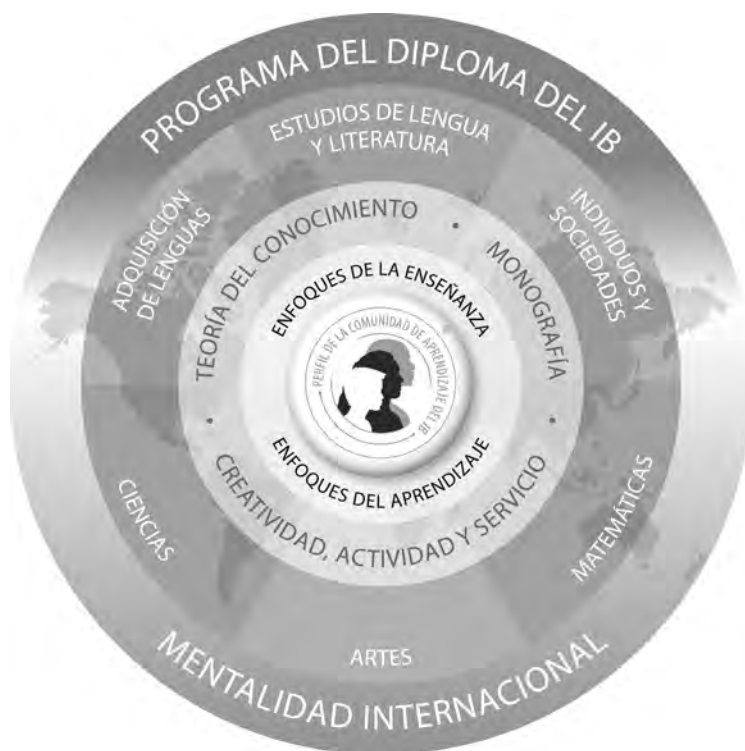 PROGRAMA DEL DIPLOMA DEL IB
ESTUDIOS DE LENGUA
Y LITERATURA
ADQUISICIÓN
DE LENGUAS
INDIVIDUOS Y
SOCIEDADES
TEORÍA DEL CONOCIMIENTO
MONOGRAFÍA
ENFOQUES DE LA ENSEÑANZA
PERFIL DE LA COMUNIDAD DE APRENDIZAJE DEL IB
ENFOQUES DEL APRENDIZAJE
CREATIVIDAD, ACTIVIDAD Y SERVICIO
CIENCIAS
MATEMÁTICAS
ARTES
MENTALIDAD INTERNACIONAL